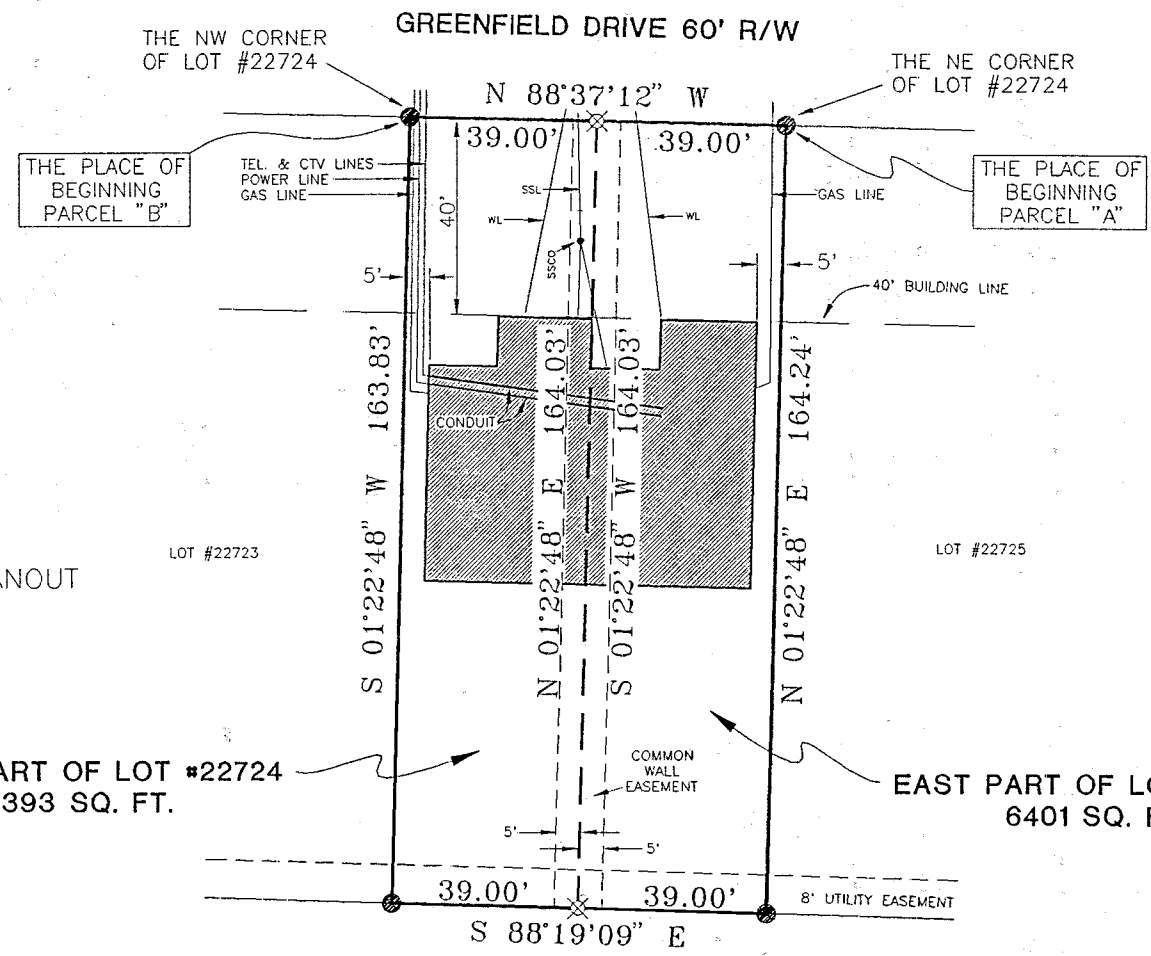 GREENFIELD DRIVE 60' R/W
THE NW CORNER
OF LOT #22724
THE NE CORNER
OF LOT #22724
N 88°37'12" W
39.00'
39.00'
THE PLACE OF
BEGINNING
PARCEL "B"
THE PLACE OF
BEGINNING
PARCEL "A"
TEL. & CTV LINES
POWER LINE
GAS LINE
GAS LINE
SSL
WL
WL
40'
SSCO
5'
5'
40' BUILDING LINE
S 01°22'48" W 163.83'
N 01°22'48" E 164.03'
S 01°22'48" W 164.03'
N 01°22'48" E 164.24'
CONDUIT
LOT #22723
LOT #22725
ANOUT
ART OF LOT #22724
393 SQ. FT.
COMMON
WALL
EASEMENT
EAST PART OF LO
6401 SQ. F
5'
5'
39.00'
39.00'
8' UTILITY EASEMENT
S 88°19'09" E